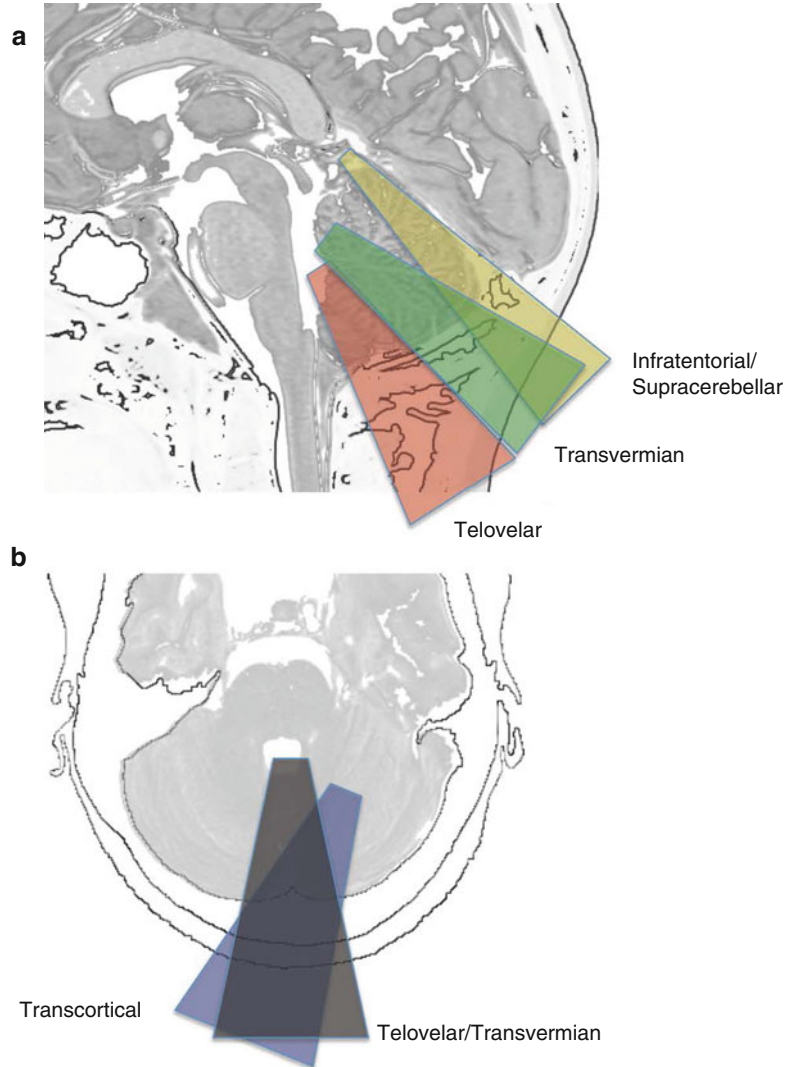 a
Infratentorial/
Supracerebellar
Transvermian
Telovelar
b
Transcortical
Telovelar/Transvermian